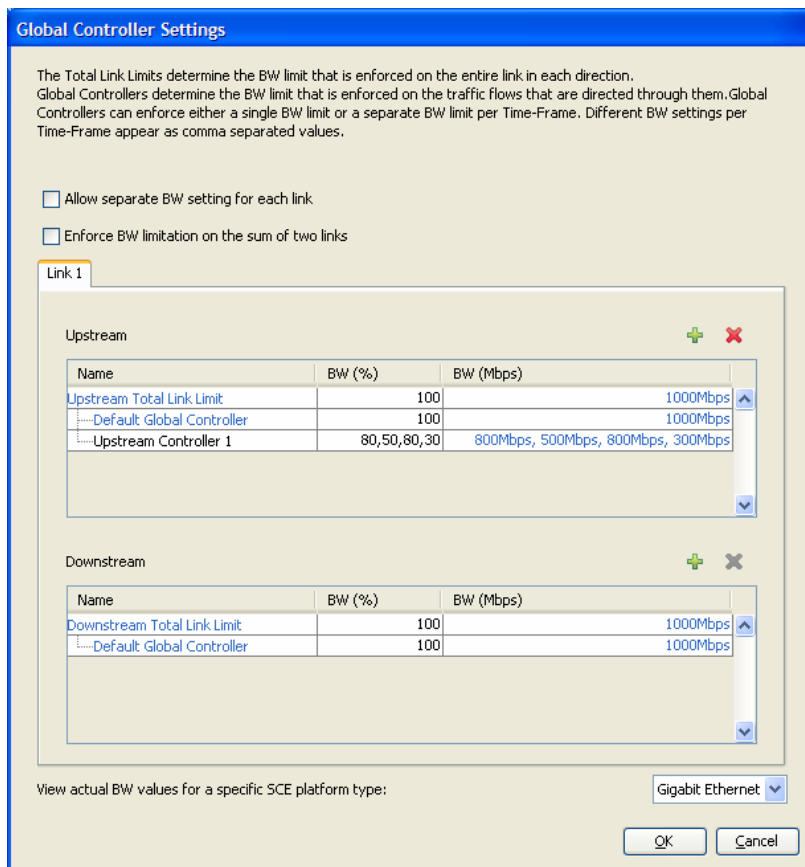 Global Controller Settings
The Total Link Limits determine the BW limit that is enforced on the entire link in each direction.
Global Controllers determine the BW limit that is enforced on the traffic flows that are directed through them.Global
Controllers can enforce either a single BW limit or a separate BW limit per Time-Frame. Different BW settings per
Time-Frame appear as comma separated values.
Allow separate BW setting for each link
Enforce BW limitation on the sum of two links
Link 1
Upstream
Name BW (%) BW (Mbps)
Upstream Total Link Limit 100 1000Mbps
Default Global Controller 100 1000Mbps
Upstream Controller 1 80,50,80,30 800Mbps, 500Mbps, 800Mbps, 300Mbps
Downstream
Name BW (%) BW (Mbps)
Downstream Total Link Limit 100 1000Mbps
Default Global Controller 100 1000Mbps
View actual BW values for a specific SCE platform type: Gigabit Ethernet
OK Cancel